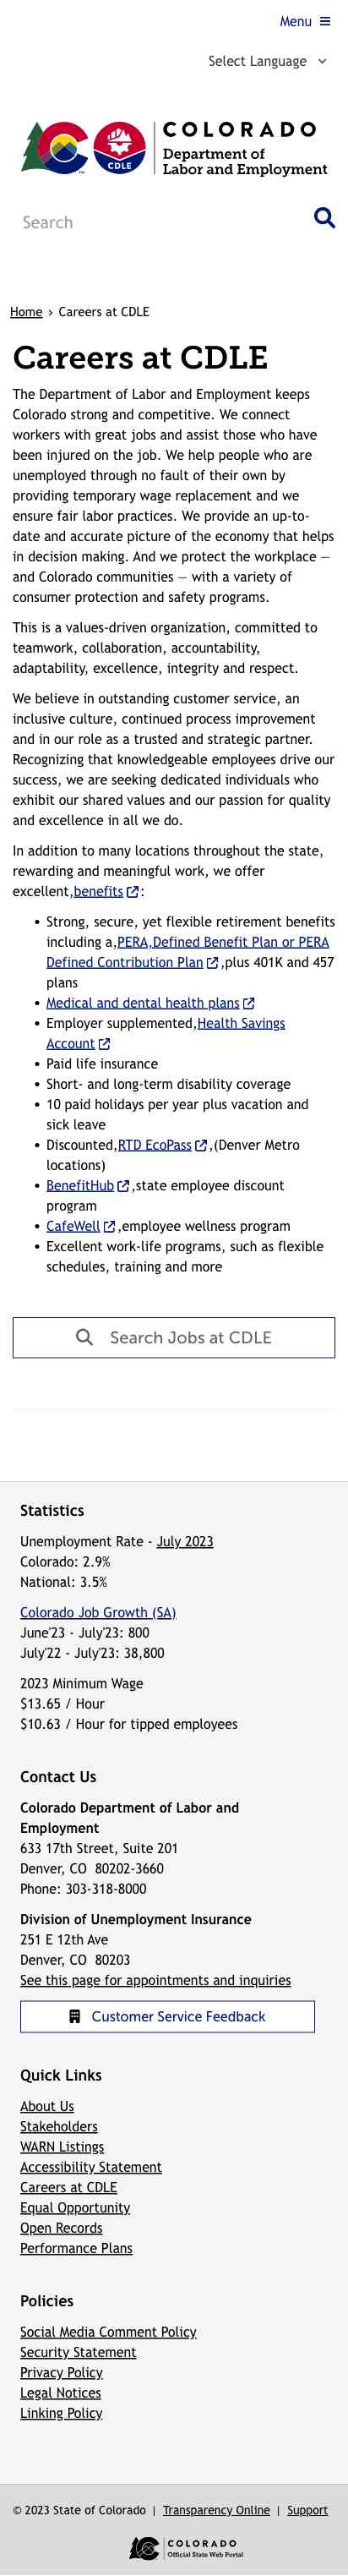 Menu
Select Language
CDLE
TM
COLORADO
Department of
Labor and Employment
Search
Home › Careers at CDLE
Careers at CDLE
The Department of Labor and Employment keeps
Colorado strong and competitive. We connect
workers with great jobs and assist those who have
been injured on the job. We help people who are
unemployed through no fault of their own by
providing temporary wage replacement and we
ensure fair labor practices. We provide an up-to-
date and accurate picture of the economy that helps
in decision making. And we protect the workplace —
and Colorado communities — with a variety of
consumer protection and safety programs.
This is a values-driven organization, committed to
teamwork, collaboration, accountability,
adaptability, excellence, integrity and respect.
We believe in outstanding customer service, an
inclusive culture, continued process improvement
and in our role as a trusted and strategic partner.
Recognizing that knowledgeable employees drive our
success, we are seeking dedicated individuals who
exhibit our shared values and our passion for quality
and excellence in all we do.
In addition to many locations throughout the state,
rewarding and meaningful work, we offer
excellent,benefits :
• Strong, secure, yet flexible retirement benefits
including a,PERA,Defined Benefit Plan or PERA
Defined Contribution Plan ,plus 401K and 457
plans
• Medical and dental health plans
• Employer supplemented,Health Savings
Account
• Paid life insurance
• Short- and long-term disability coverage
• 10 paid holidays per year plus vacation and
sick leave
• Discounted,RTD EcoPass ,(Denver Metro
locations)
• BenefitHub ,state employee discount
program
• CafeWell ,employee wellness program
• Excellent work-life programs, such as flexible
schedules, training and more
Search Jobs at CDLE
Statistics
Unemployment Rate - July 2023
Colorado: 2.9%
National: 3.5%
Colorado Job Growth (SA)
June'23 - July'23: 800
July'22 - July'23: 38,800
2023 Minimum Wage
$13.65 / Hour
$10.63 / Hour for tipped employees
Contact Us
Colorado Department of Labor and
Employment
633 17th Street, Suite 201
Denver, CO 80202-3660
Phone: 303-318-8000
Division of Unemployment Insurance
251 E 12th Ave
Denver, CO 80203
See this page for appointments and inquiries
Customer Service Feedback
Quick Links
About Us
Stakeholders
WARN Listings
Accessibility Statement
Careers at CDLE
Equal Opportunity
Open Records
Performance Plans
Policies
Social Media Comment Policy
Security Statement
Privacy Policy
Legal Notices
Linking Policy
© 2023 State of Colorado | Transparency Online | Support
COLORADO
Official State Web Portal